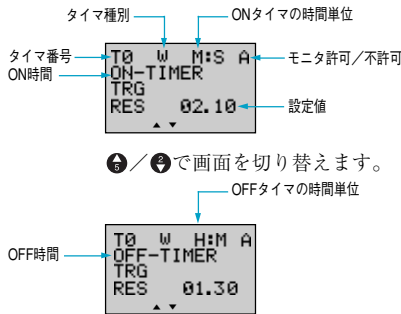 タイマ種別
ONタイマの時間単位
タイマ番号
T0 W M:S A
モニタ許可／不許可
ON時間
ON-TIMER
TRG
RES 02.10
設定値
5／2で画面を切り替えます。
OFFタイマの時間単位
T0 W H:M A
OFF時間
OFF-TIMER
TRG
RES 01.30